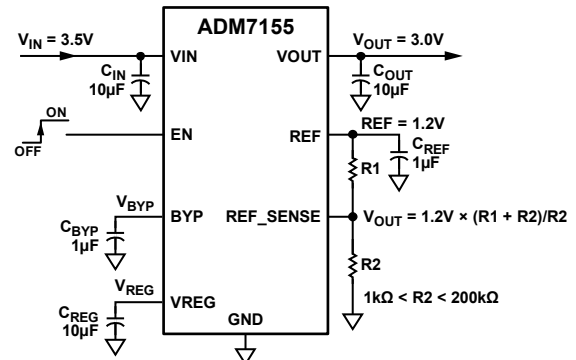 ADM7155
VIN = 3.5V
VIN
VOUT
VOUT = 3.0V
CIN
10µF
COUT
10µF
ON
OFF
EN
REF
REF = 1.2V
CREF
1µF
R1
VBYP
BYP
REF_SENSE
VOUT = 1.2V × (R1 + R2)/R2
CBYP
1µF
R2
1kΩ < R2 < 200kΩ
VREG
VREG
CREG
10µF
GND